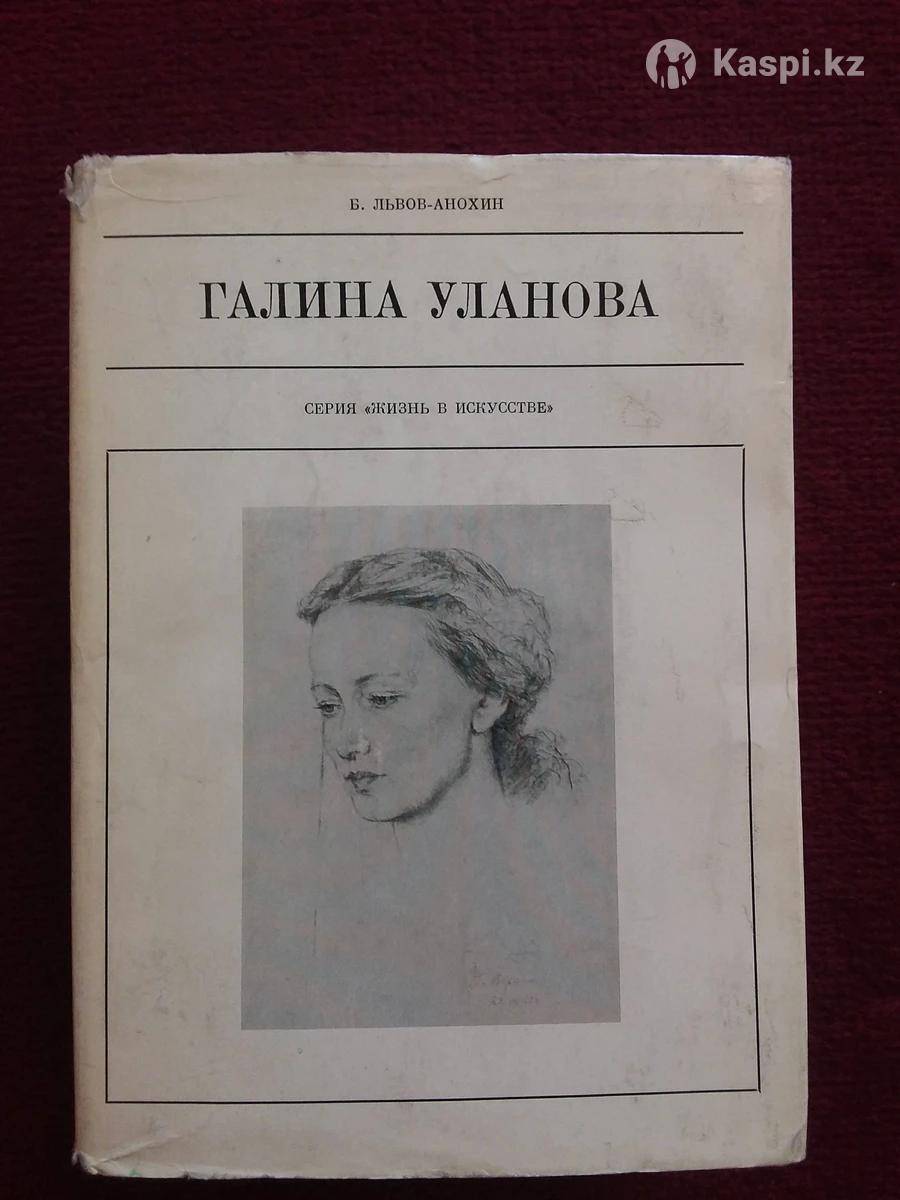 Kaspi.kz
Б. ЛЬВОВ-АНОХИН
ГАЛИНА УЛАНОВА
СЕРИЯ «ЖИЗНЬ В ИСКУССТВЕ»